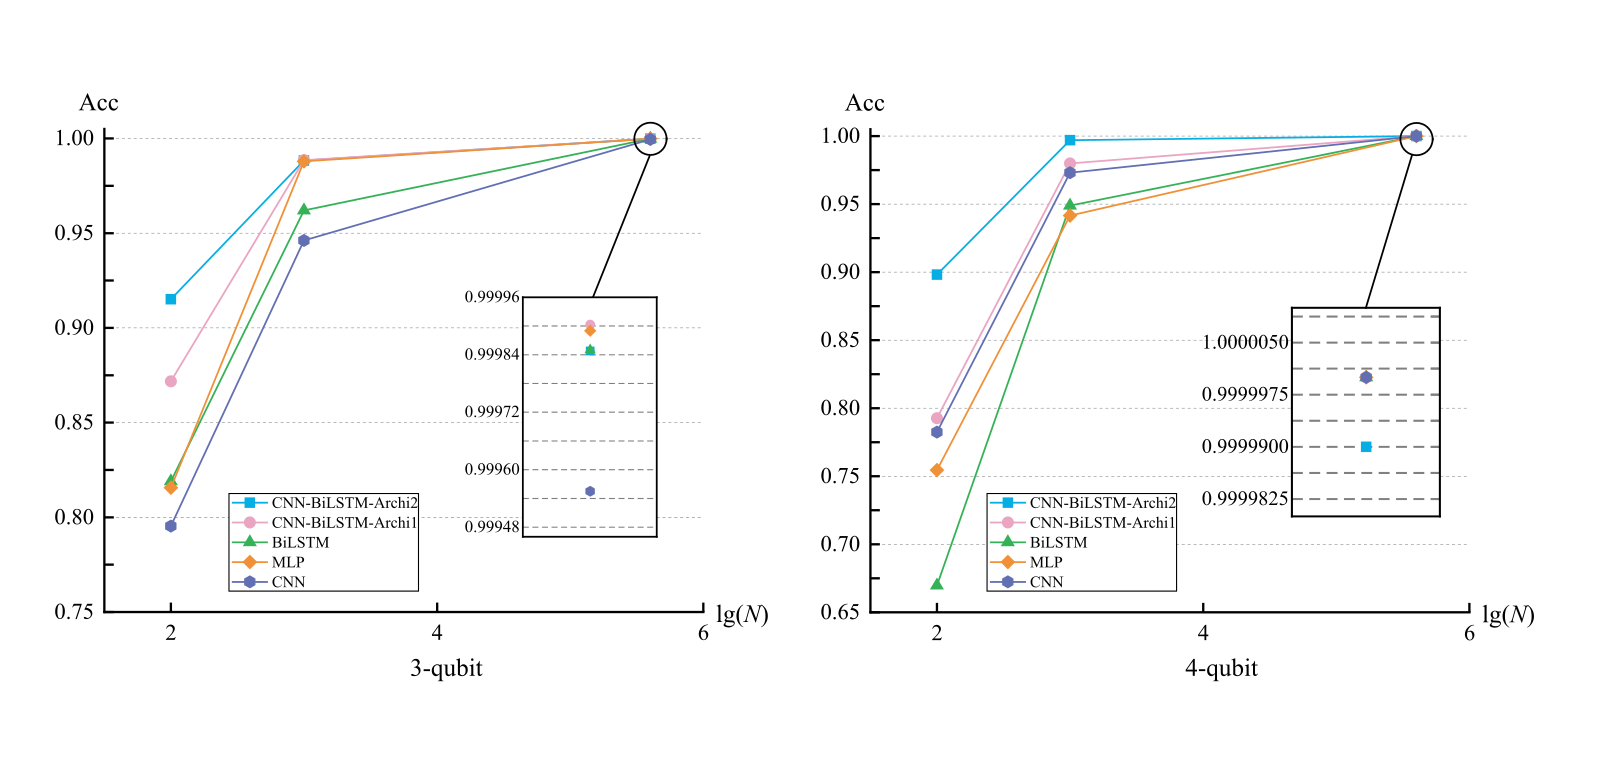 Acc
1.00
0.95
0.90
0.85
0.80
0.75
2
4
6
lg(N)
3-qubit
0.99996
0.99984
0.99972
0.99960
0.99948
CNN-BiLSTM-Archi2
CNN-BiLSTM-Archi1
BiLSTM
MLP
CNN
Acc
1.00
0.95
0.90
0.85
0.80
0.75
0.70
0.65
2
4
6
lg(N)
4-qubit
1.0000050
0.9999975
0.9999900
0.9999825
CNN-BiLSTM-Archi2
CNN-BiLSTM-Archi1
BiLSTM
MLP
CNN